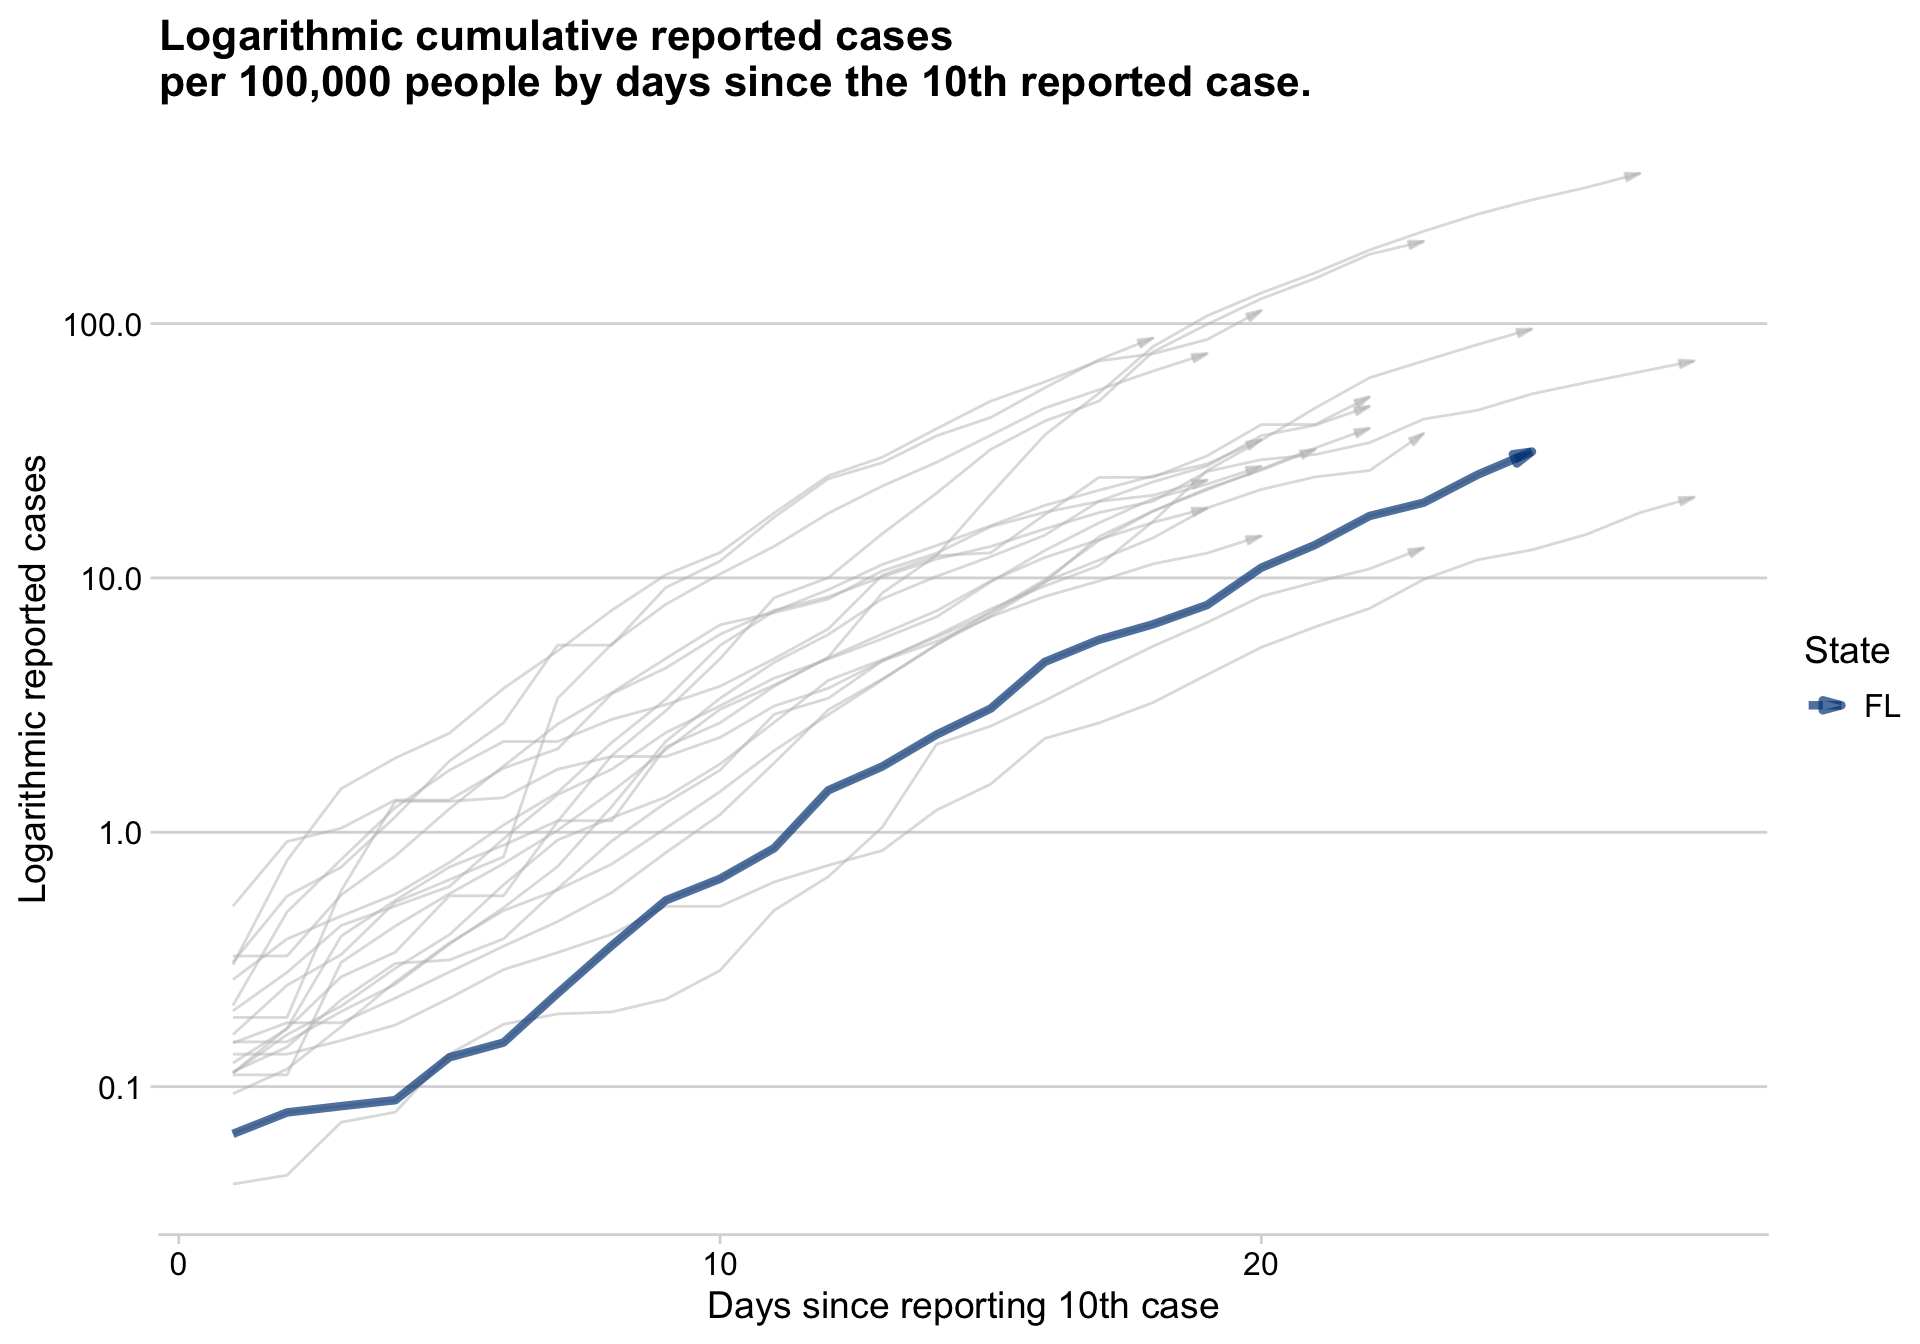 Logarithmic cumulative reported cases
per 100,000 people by days since the 10th reported case.
Logarithmic reported cases
100.0
10.0
1.0
0.1
0
10
20
Days since reporting 10th case
State
FL